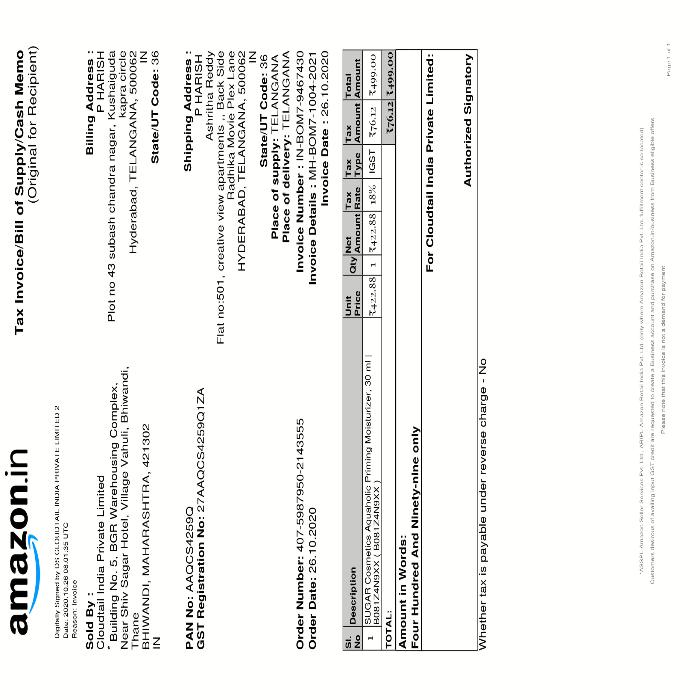 amazon.in
Tax Invoice/Bill of Supply/Cash Memo
(Original for Recipient)
Digitally Signed by DS CLOUDTAIL INDIA PRIVATE LIMITED 2
Date: 2020.10.26 08:01:35 UTC
Reason: Invoice
Sold By :
Cloudtail India Private Limited
* Building No. 5, BGR Warehousing Complex,
Near Shiv Sagar Hotel, Village Vahuli, Bhiwandi,
Thane
BHIWANDI, MAHARASHTRA, 421302
IN
Billing Address :
P HARISH
Plot no 43 subash chandra nagar, Kushaiguda
kapra circle
Hyderabad, TELANGANA, 500062
IN
State/UT Code: 36
PAN No: AAQCS4259Q
GST Registration No: 27AAQCS4259Q1ZA
Shipping Address :
P HARISH
Ashritha Reddy
Flat no:501, creative view apartments ,, Back Side
Radhika Movie Plex Lane
HYDERABAD, TELANGANA, 500062
IN
State/UT Code: 36
Place of supply: TELANGANA
Place of delivery: TELANGANA
Order Number: 407-5987950-2143555
Order Date: 26.10.2020
Invoice Number : IN-BOM7-9467430
Invoice Details : MH-BOM7-1004-2021
Invoice Date : 26.10.2020
Sl. No Description Unit Price Qty Net Amount Tax Rate Tax Type Tax Amount Total Amount
1 SUGAR Cosmetics Aquaholic Priming Moisturizer, 30 ml | ₹422.88 1 ₹422.88 18% IGST ₹76.12 ₹499.00
B081Z4N9XX ( B081Z4N9XX )
TOTAL: ₹76.12 ₹499.00
Amount in Words:
Four Hundred And Ninety-nine only
For Cloudtail India Private Limited:
Authorized Signatory
Whether tax is payable under reverse charge - No
Customers desirous of availing input GST credit are requested to create a Business account and purchase on Amazon.in/business from Business eligible offers
Please note that this invoice is not a demand for payment
Page 1 of 1